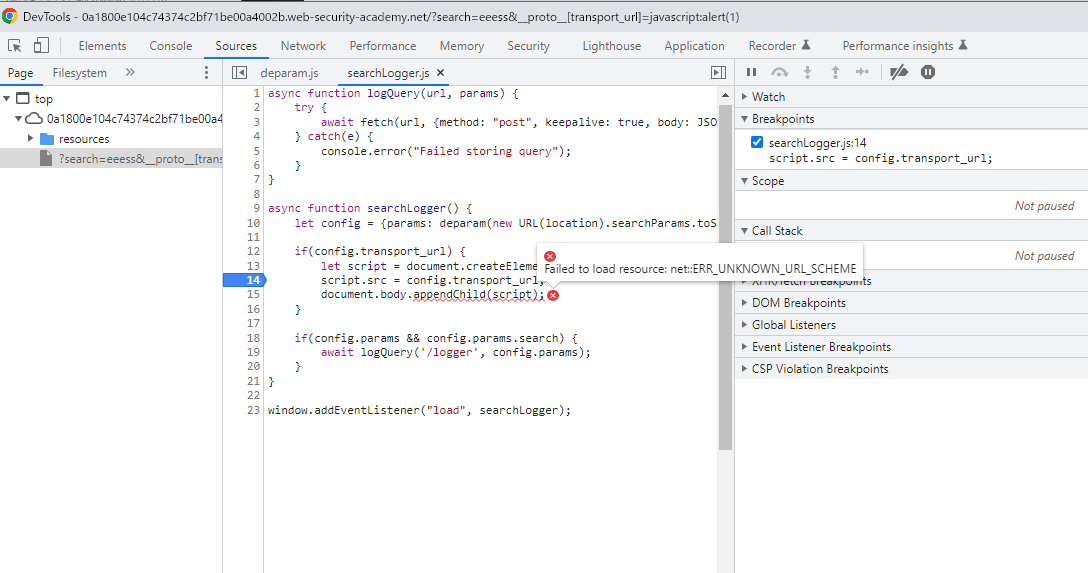 DevTools - 0a1800e104c74374c2bf71be00a4002b.web-security-academy.net/?search=eeess&__proto__[transport_url]=javascript:alert(1)
Elements Console Sources Network Performance Memory Security Lighthouse Application Recorder Performance insights
Page Filesystem
deparam.js searchLogger.js
top
0a1800e104c74374c2bf71be00a4
resources
?search=eeess&__proto__[trans
1 async function logQuery(url, params) {
2 try {
3 await fetch(url, {method: "post", keepalive: true, body: JSO
4 } catch(e) {
5 console.error("Failed storing query");
6 }
7 }
8
9 async function searchLogger() {
10 let config = {params: deparam(new URL(location).searchParams.toS
11
12 if(config.transport_url) {
13 let script = document.createEleme
14 script.src = config.transport_url;
15 document.body.appendChild(script);
16 }
17
18 if(config.params && config.params.search) {
19 await logQuery('/logger', config.params);
20 }
21 }
22
23 window.addEventListener("load", searchLogger);
Failed to load resource: net::ERR_UNKNOWN_URL_SCHEME
Watch
Breakpoints
searchLogger.js:14
script.src = config.transport_url;
Scope
Not paused
Call Stack
Not paused
XHR/fetch Breakpoints
DOM Breakpoints
Global Listeners
Event Listener Breakpoints
CSP Violation Breakpoints